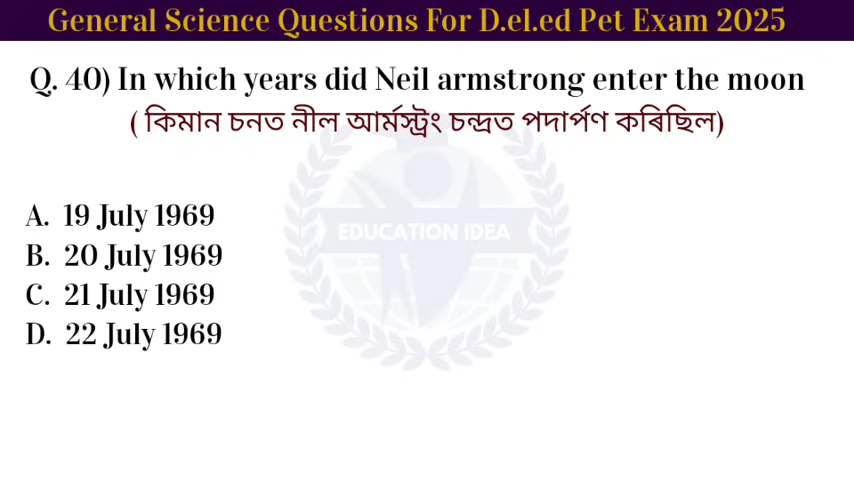 General Science Questions For D.el.ed Pet Exam 2025
Q. 40) In which years did Neil armstrong enter the moon
( কিমান চনত নীল আৰ্মস্ট্ৰং চন্দ্ৰত পদাৰ্পণ কৰিছিল)
A. 19 July 1969
EDUCATION IDEA
B. 20 July 1969
C. 21 July 1969
D. 22 July 1969